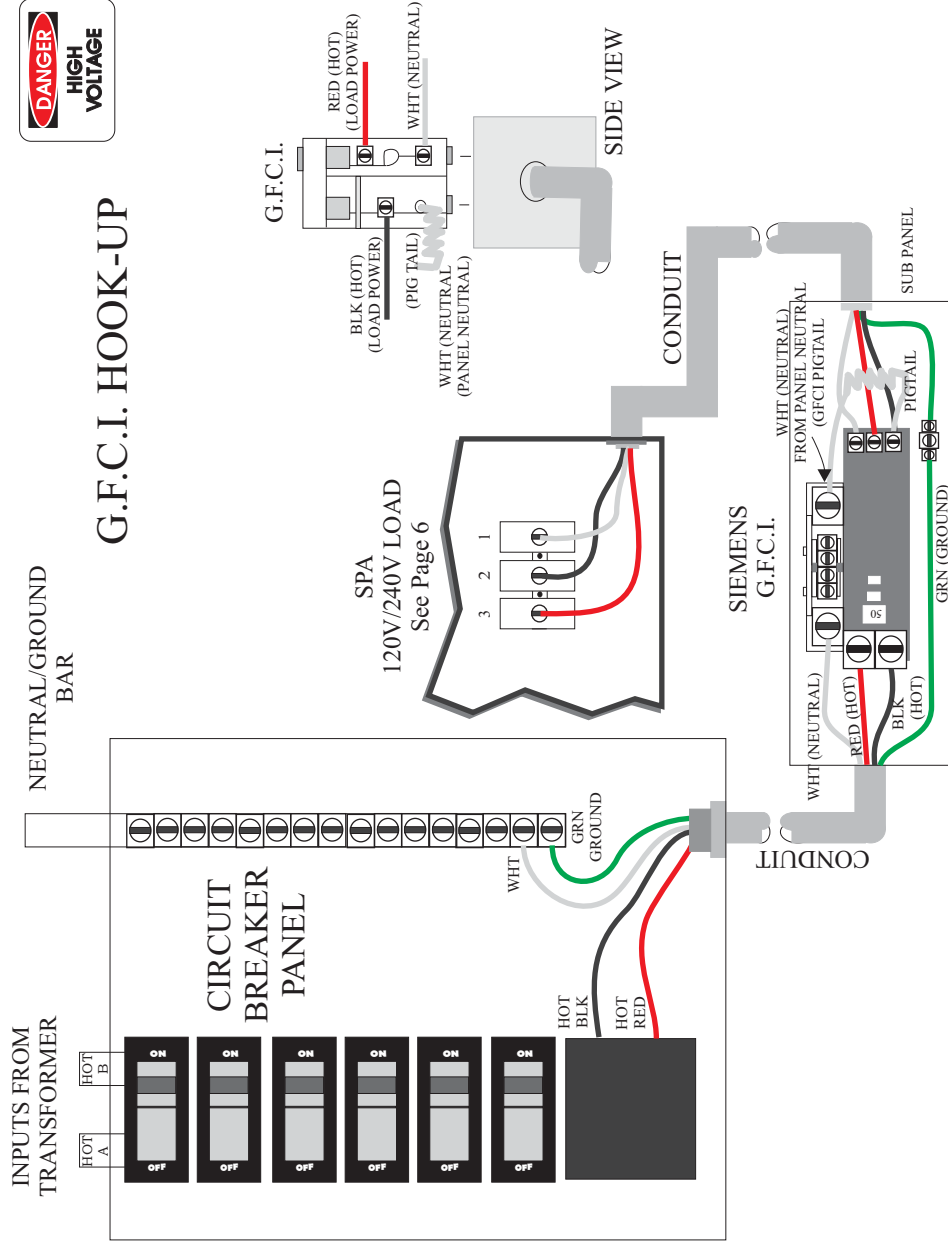 DANGER
HIGH
VOLTAGE
G.F.C.I. HOOK-UP
G.F.C.I.
RED (HOT)
(LOAD POWER)
WHT (NEUTRAL)
BLK (HOT)
(LOAD POWER)
(PIG TAIL)
WHT (NEUTRAL
(PANEL NEUTRAL)
SIDE VIEW
NEUTRAL/GROUND
BAR
INPUTS FROM
TRANSFORMER
HOT
A
HOT
B
CIRCUIT
BREAKER
PANEL
OFF
ON
OFF
ON
OFF
ON
OFF
ON
OFF
ON
OFF
ON
HOT
BLK
HOT
RED
WHT
GRN
GROUND
SPA
120V/240V LOAD
See Page 6
3
2
1
CONDUIT
CONDUIT
SIEMENS
G.F.C.I.
WHT (NEUTRAL)
FROM PANEL NEUTRAL
(GFCI PIGTAIL
SUB PANEL
WHT (NEUTRAL)
RED (HOT)
BLK
(HOT)
50
PIGTAIL
GRN (GROUND)